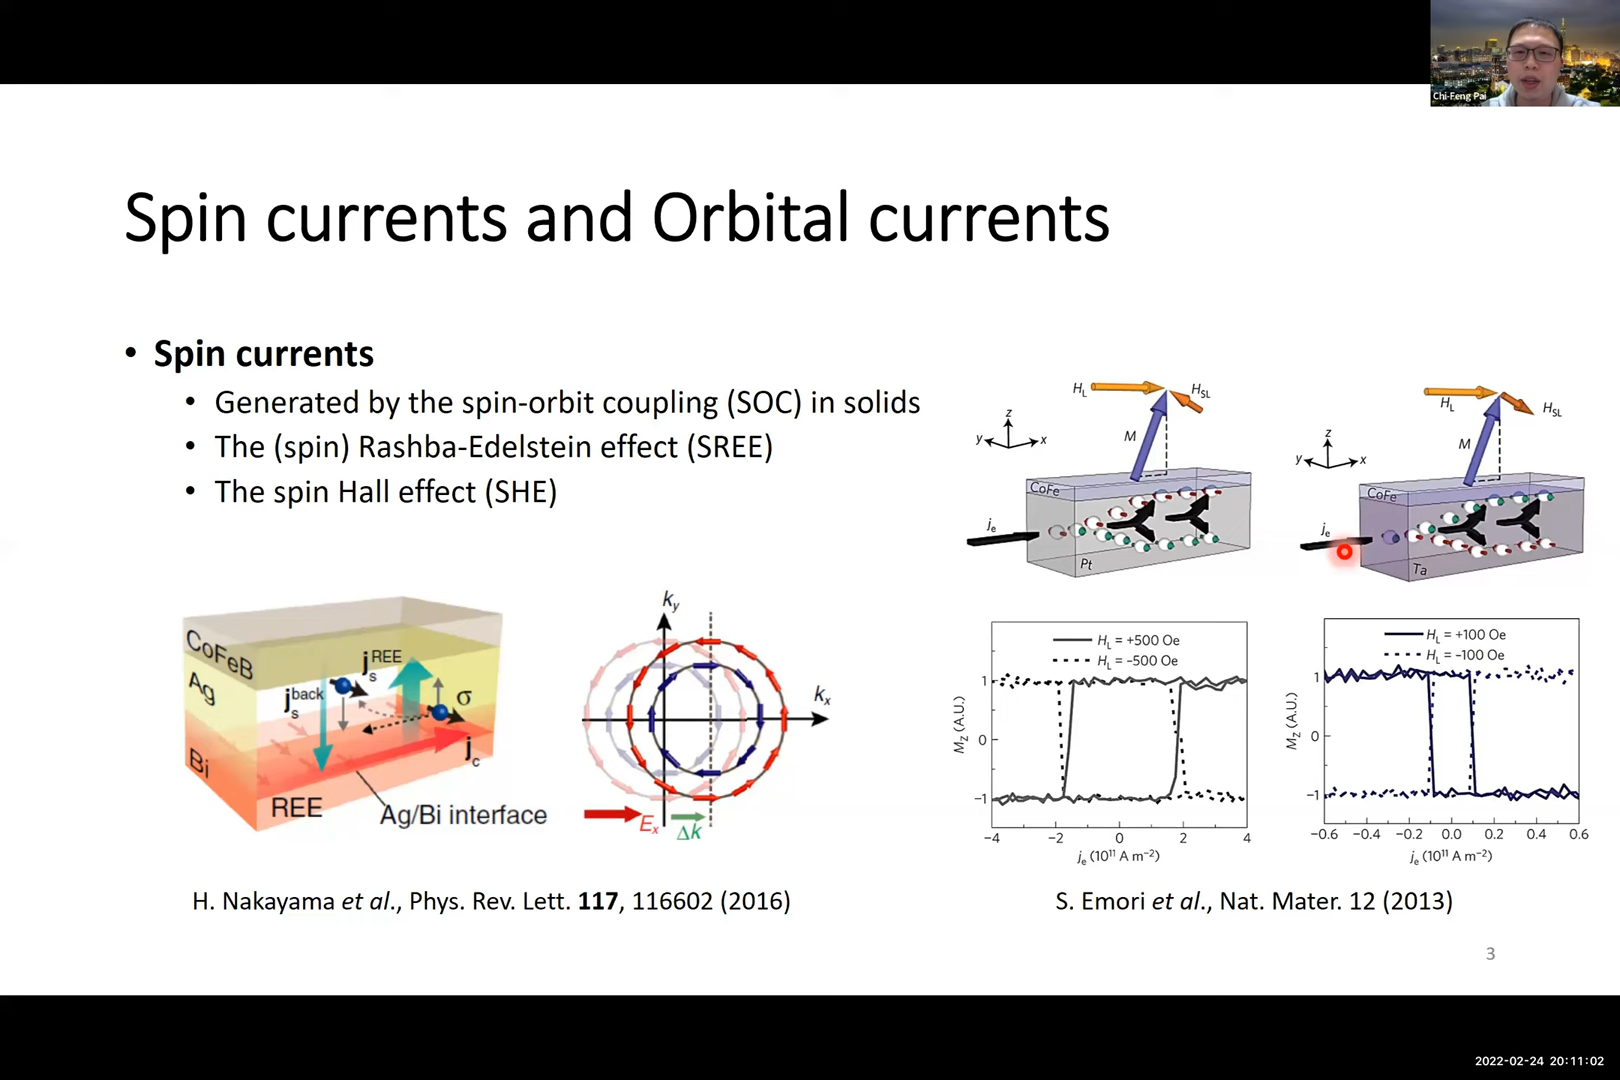 Chi-Feng Pai
Spin currents and Orbital currents
• Spin currents
• Generated by the spin-orbit coupling (SOC) in solids
• The (spin) Rashba-Edelstein effect (SREE)
• The spin Hall effect (SHE)
H_L
H_SL
M
z
y
x
CoFe
j_e
Pt
H_L
H_SL
M
z
y
x
CoFe
j_e
Ta
CoFeB
Ag
Bi
j_s^REE
j_s^back
σ
j_c
REE
Ag/Bi interface
k_y
k_x
E_x
Δk
H_L = +500 Oe
H_L = −500 Oe
M_Z (A.U.)
1
0
−1
−4 −2 0 2 4
j_e (10^11 A m^−2)
H_L = +100 Oe
H_L = −100 Oe
M_Z (A.U.)
1
0
−1
−0.6 −0.4 −0.2 0.0 0.2 0.4 0.6
j_e (10^11 A m^−2)
H. Nakayama et al., Phys. Rev. Lett. 117, 116602 (2016)
S. Emori et al., Nat. Mater. 12 (2013)
3
2022-02-24 20:11:02